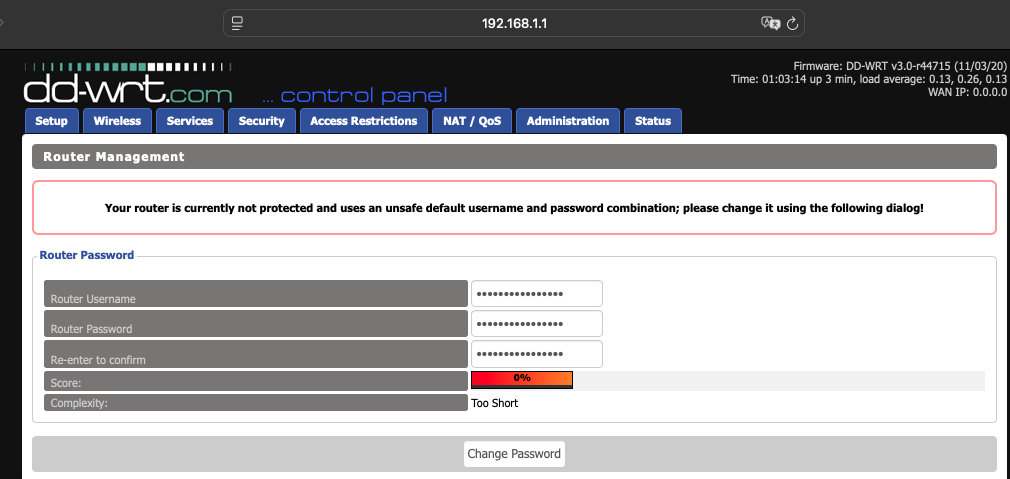 192.168.1.1
Firmware: DD-WRT v3.0-r44715 (11/03/20)
Time: 01:03:14 up 3 min, load average: 0.13, 0.26, 0.13
WAN IP: 0.0.0.0
dd-wrt.com ... control panel
Setup Wireless Services Security Access Restrictions NAT / QoS Administration Status
Router Management
Your router is currently not protected and uses an unsafe default username and password combination; please change it using the following dialog!
Router Password
Router Username ••••••••••••••••
Router Password ••••••••••••••••
Re-enter to confirm ••••••••••••••••
Score: 0%
Complexity: Too Short
Change Password